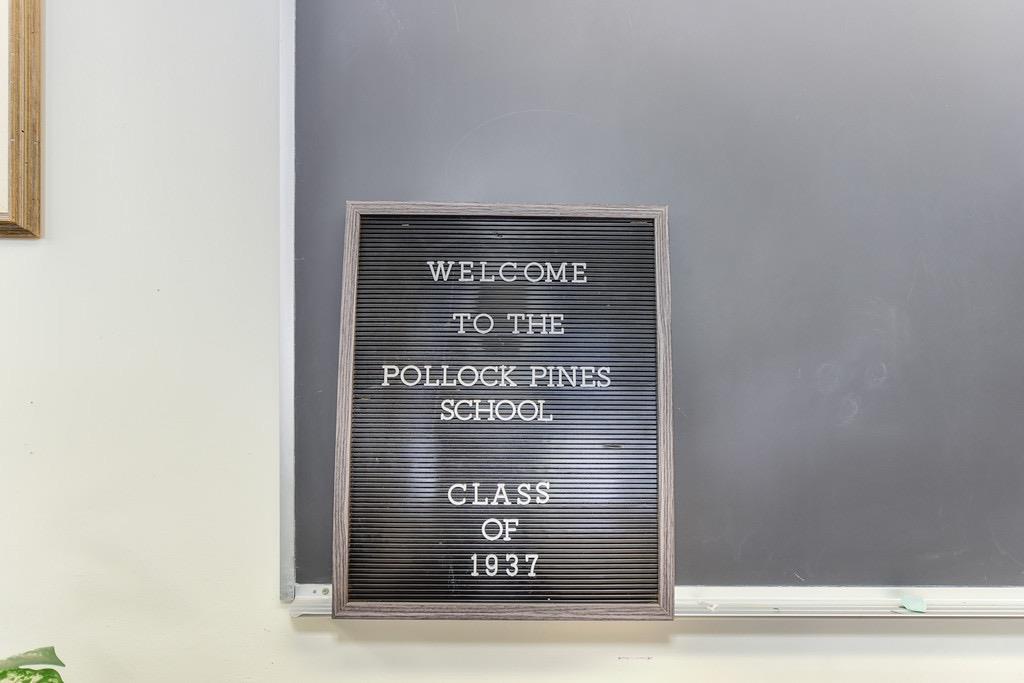 WELCOME
TO THE
POLLOCK PINES
SCHOOL
CLASS
OF
1937